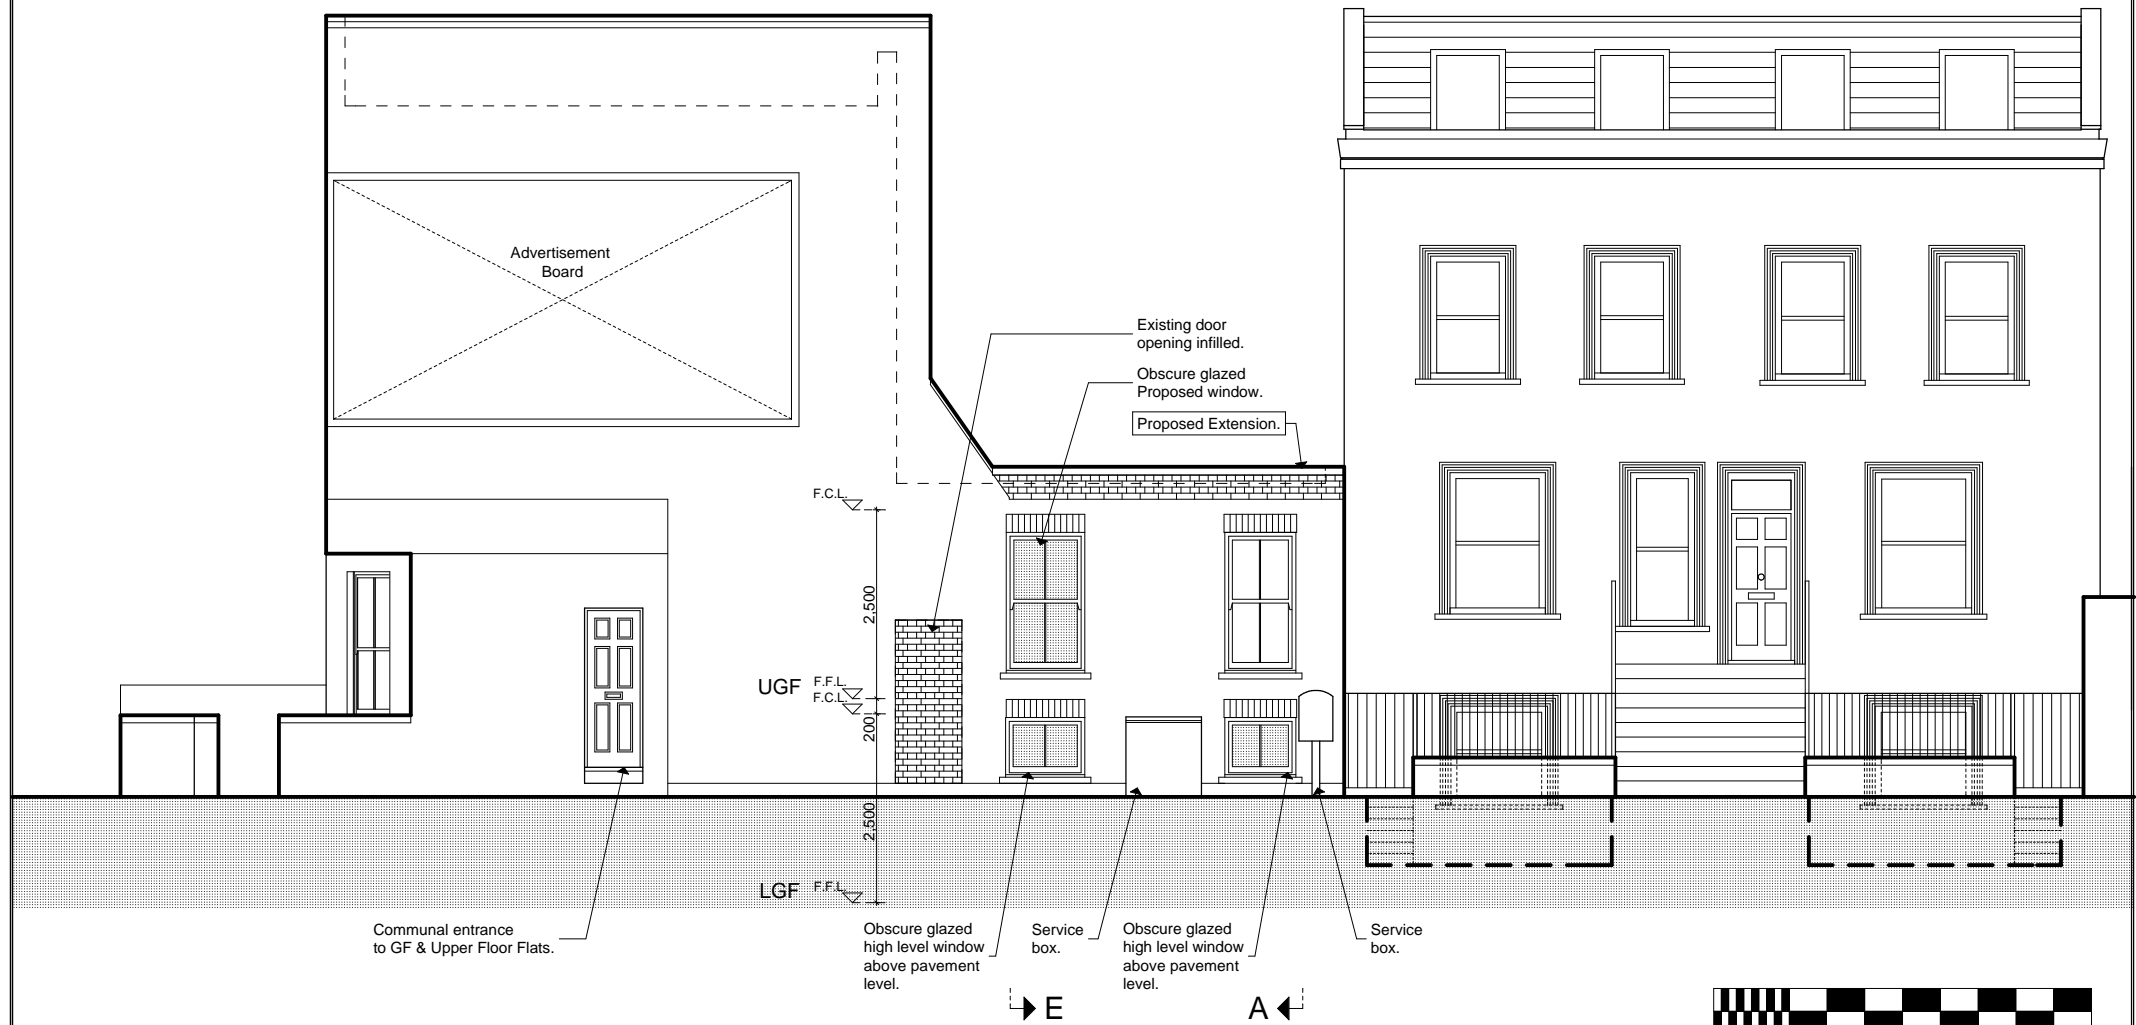 Advertisement
Board
Existing door
opening infilled.
Obscure glazed
Proposed window.
Proposed Extension.
F.C.L.
2,500
UGF
F.F.L.
F.C.L.
200
2,500
LGF
F.F.L.
Communal entrance
to GF & Upper Floor Flats.
Obscure glazed
high level window
above pavement
level.
Service
box.
Obscure glazed
high level window
above pavement
level.
Service
box.
E
A